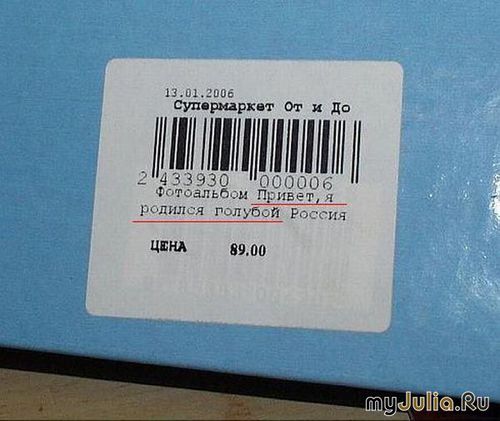 13.01.2006
Супермаркет От и До
2 433930 000006
Фотоальбом Привет,я
родился голубой Россия
ЦЕНА 89.00
myJulia.Ru